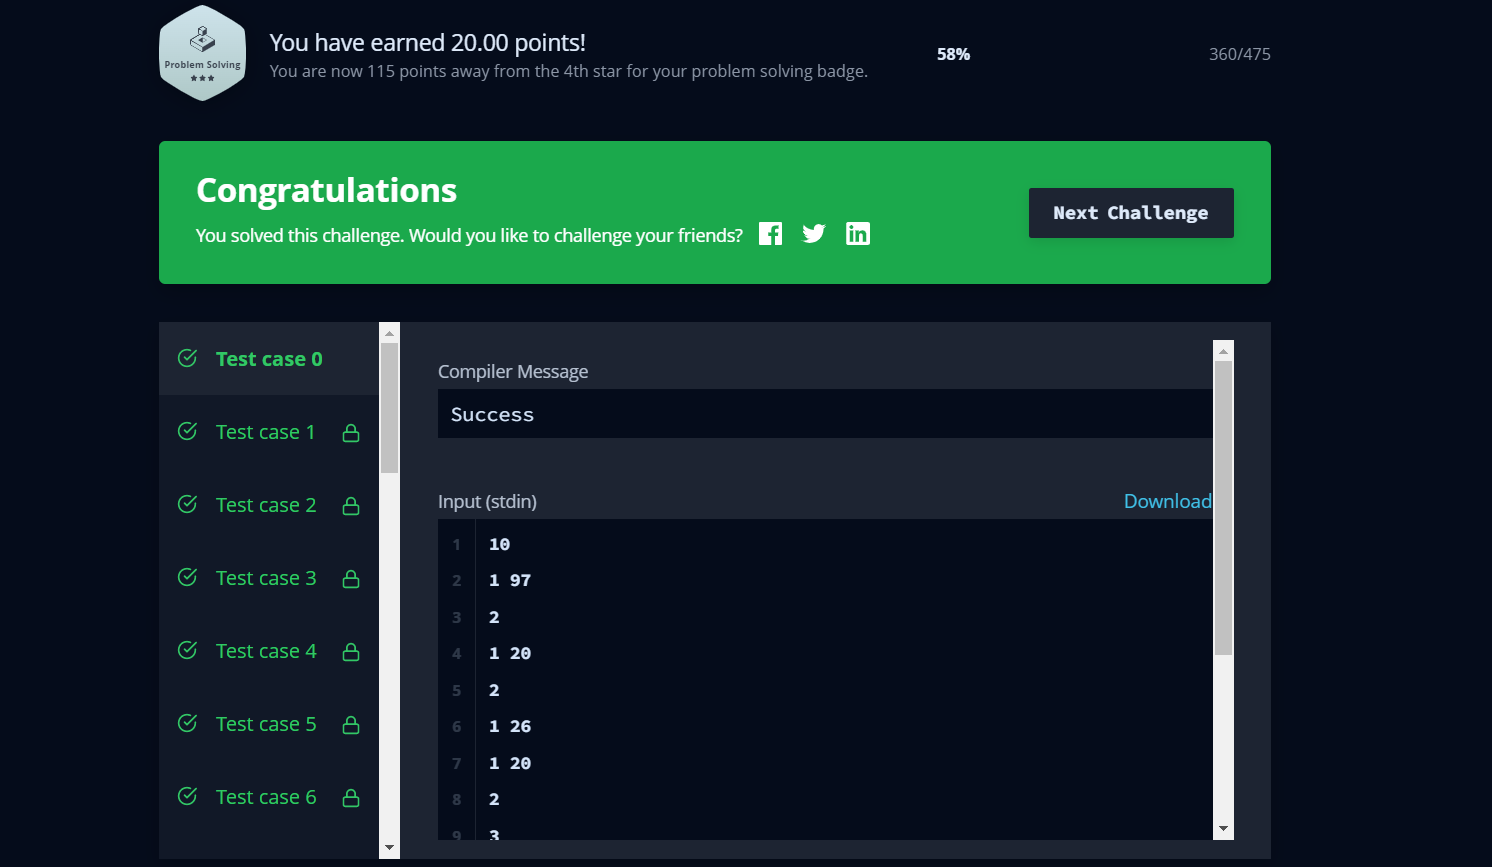 Problem Solving
You have earned 20.00 points!
You are now 115 points away from the 4th star for your problem solving badge.
58%
360/475
Congratulations
You solved this challenge. Would you like to challenge your friends?
Next Challenge
Test case 0
Test case 1
Test case 2
Test case 3
Test case 4
Test case 5
Test case 6
Compiler Message
Success
Input (stdin)
Download
1 10
2 1 97
3 2
4 1 20
5 2
6 1 26
7 1 20
8 2
9 3